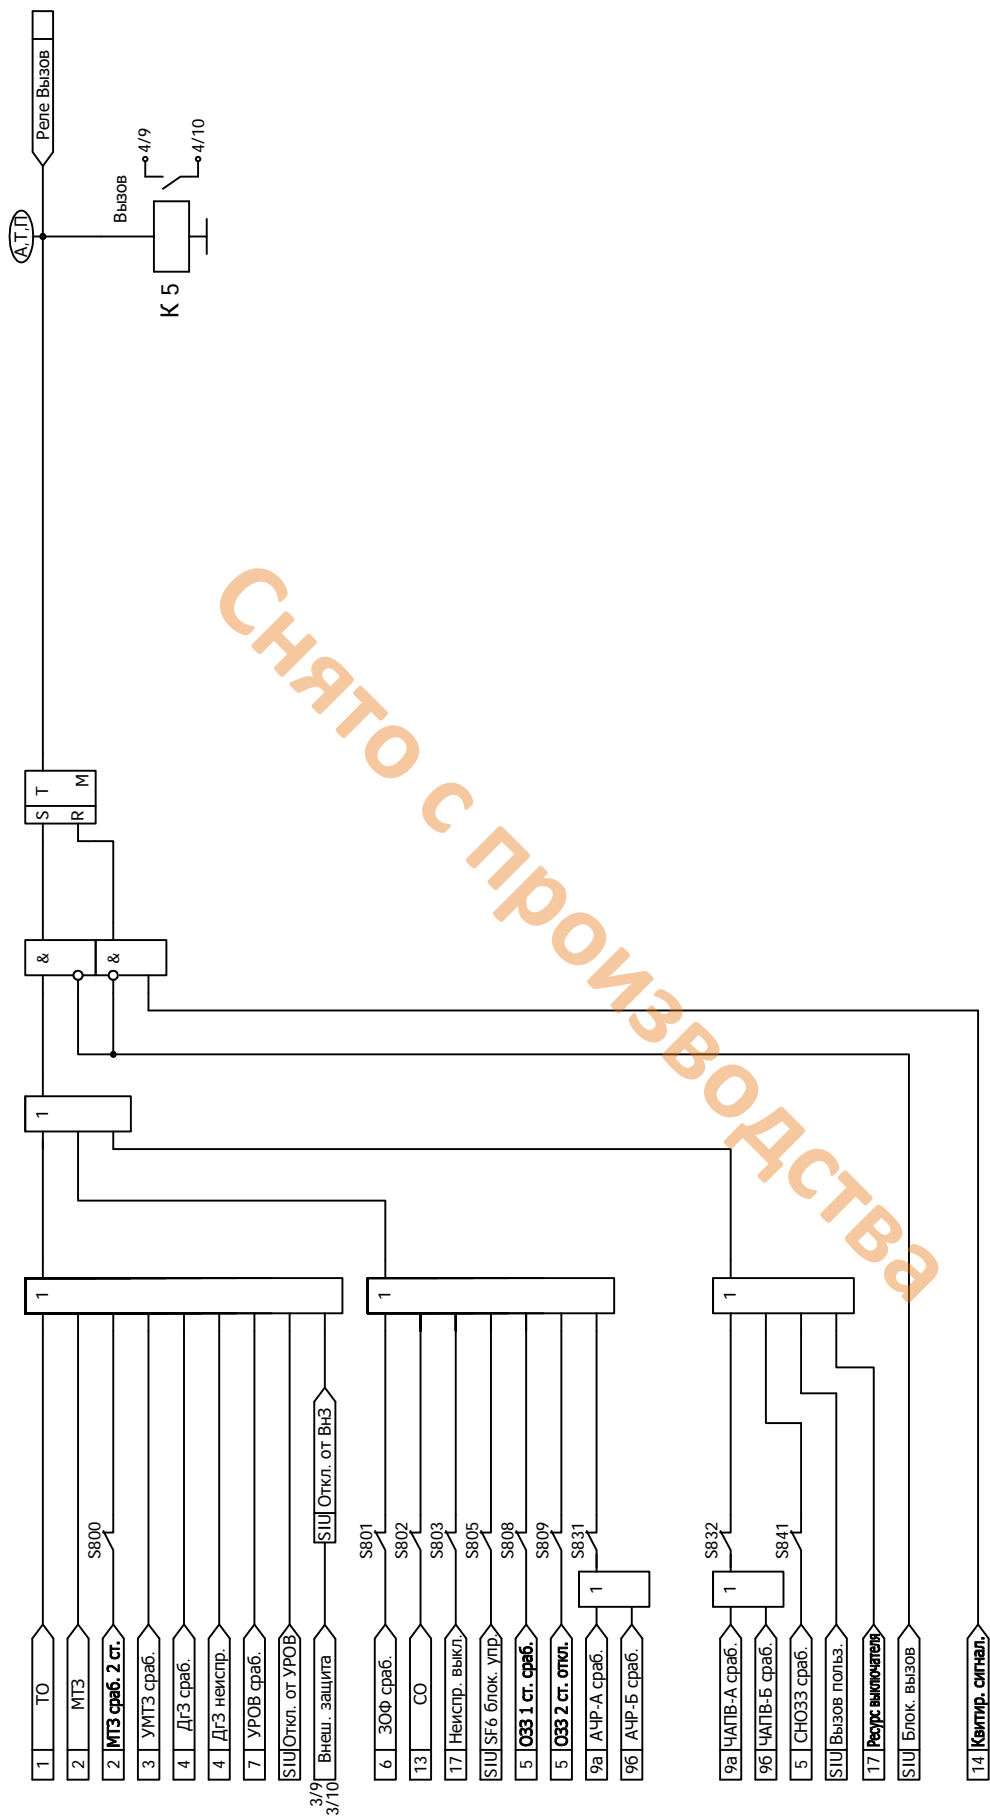 Реле Вызов
А,Т,П
Вызов
4/9
4/10
К 5
S T
R M
&
&
1
1
1
1
1 ТО
2 МТЗ
2 МТЗ сраб. 2 ст.
S800
3 УМТЗ сраб.
4 ДгЗ сраб.
4 ДгЗ неиспр.
7 УРОВ сраб.
SIU Откл. от УРОВ
3/9
3/10
Внеш. защита
SIU Откл. от ВнЗ
6 ЗОФ сраб.
S801
13 СО
S802
17 Неиспр. выкл.
S803
SIU SF6 блок. упр.
S805
5 ОЗЗ 1 ст. сраб.
S808
5 ОЗЗ 2 ст. откл.
S809
9а АЧР-А сраб.
9б АЧР-Б сраб.
1
S831
9а ЧАПВ-А сраб.
9б ЧАПВ-Б сраб.
1
S832
5 СНОЗЗ сраб.
S841
SIU Вызов польз.
17 Ресурс выключателя
SIU Блок. вызов
14 Квитир. сигнал.
Снято с производства